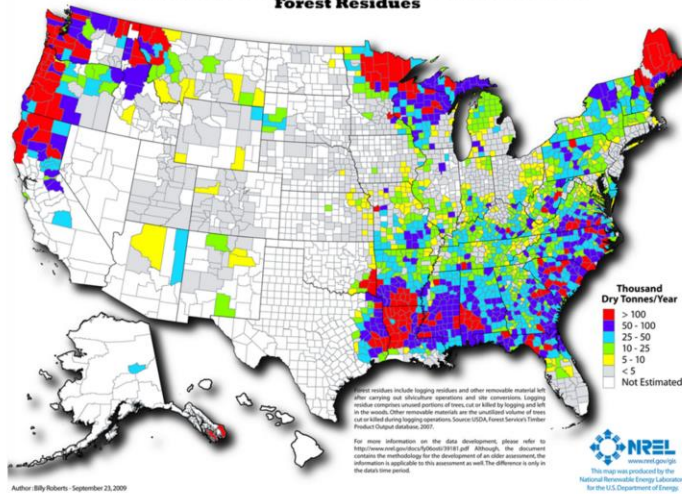 Forest Residues
Thousand
Dry Tonnes/Year
> 100
50 - 100
25 - 50
10 - 25
5 - 10
< 5
Not Estimated
Forest residues include logging residues and other removable material left
after carrying out silviculture operations and site conversions. Logging
residue comprises unused portions of trees, cut or killed by logging and left
in the woods. Other removable materials are the unutilized volume of trees
cut or killed during logging operations. Source: USDA, Forest Service's Timber
Product Output database, 2007.
For more information on the data development, please refer to
http://www.nrel.gov/docs/fy06osti/39181.pdf Although, the document
contains the methodology for the development of an older assessment, the
information is applicable to this assessment as well. The difference is only in
the data's time period.
NREL
www.nrel.gov/gis
This map was produced by the
National Renewable Energy Laboratory
for the U.S. Department of Energy.
Author: Billy Roberts - September 23, 2009